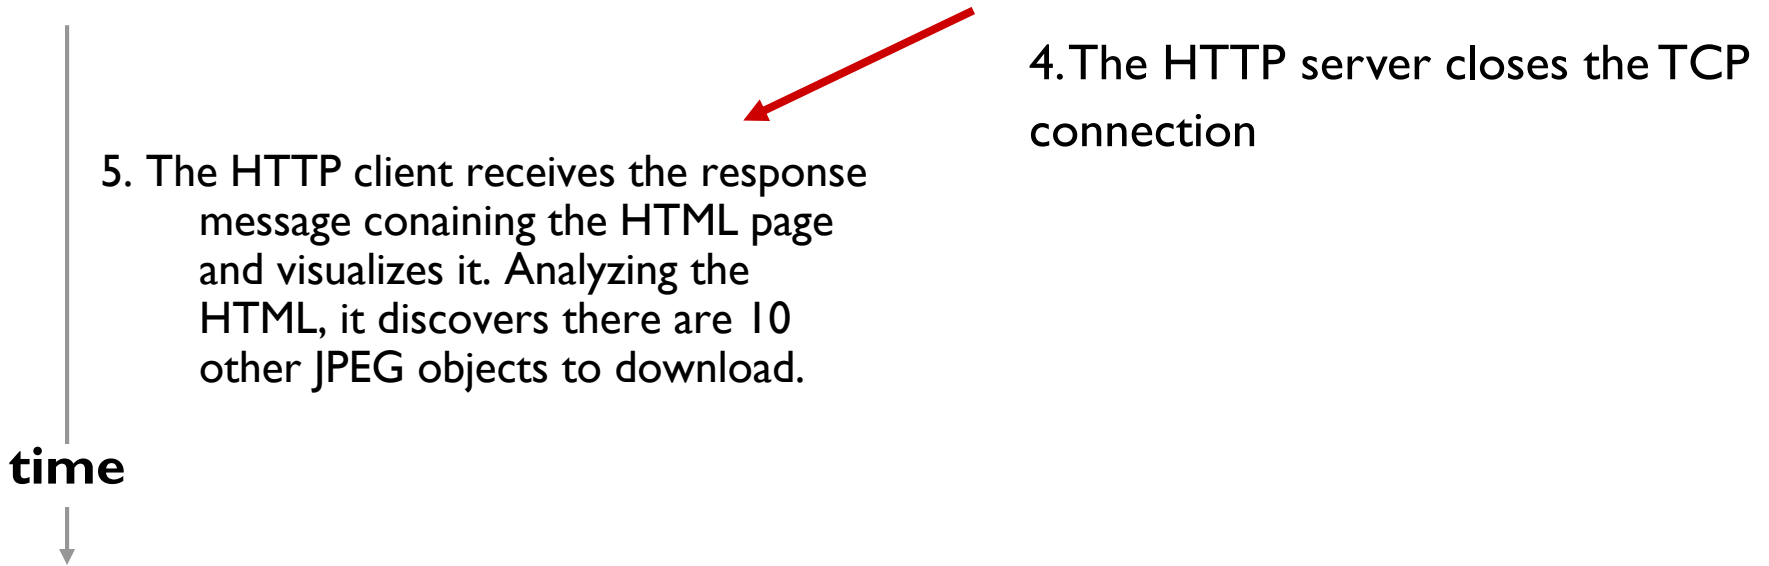 4. The HTTP server closes the TCP
connection
5. The HTTP client receives the response
message conaining the HTML page
and visualizes it. Analyzing the
HTML, it discovers there are 10
other JPEG objects to download.
time